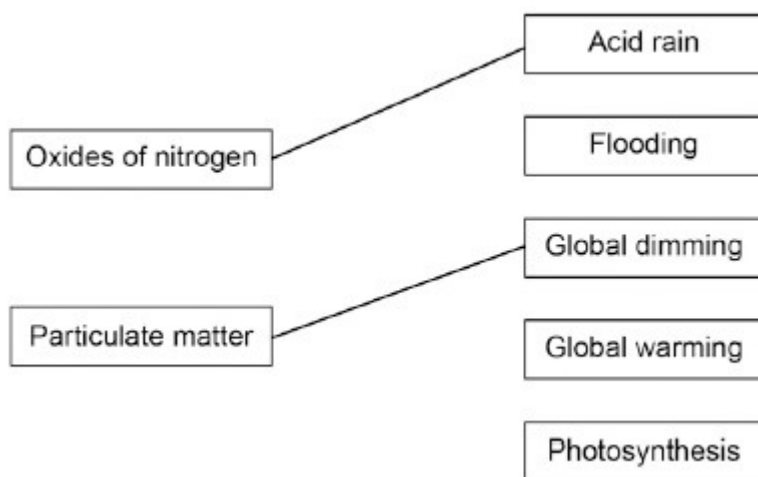 Acid rain
Oxides of nitrogen
Flooding
Global dimming
Particulate matter
Global warming
Photosynthesis